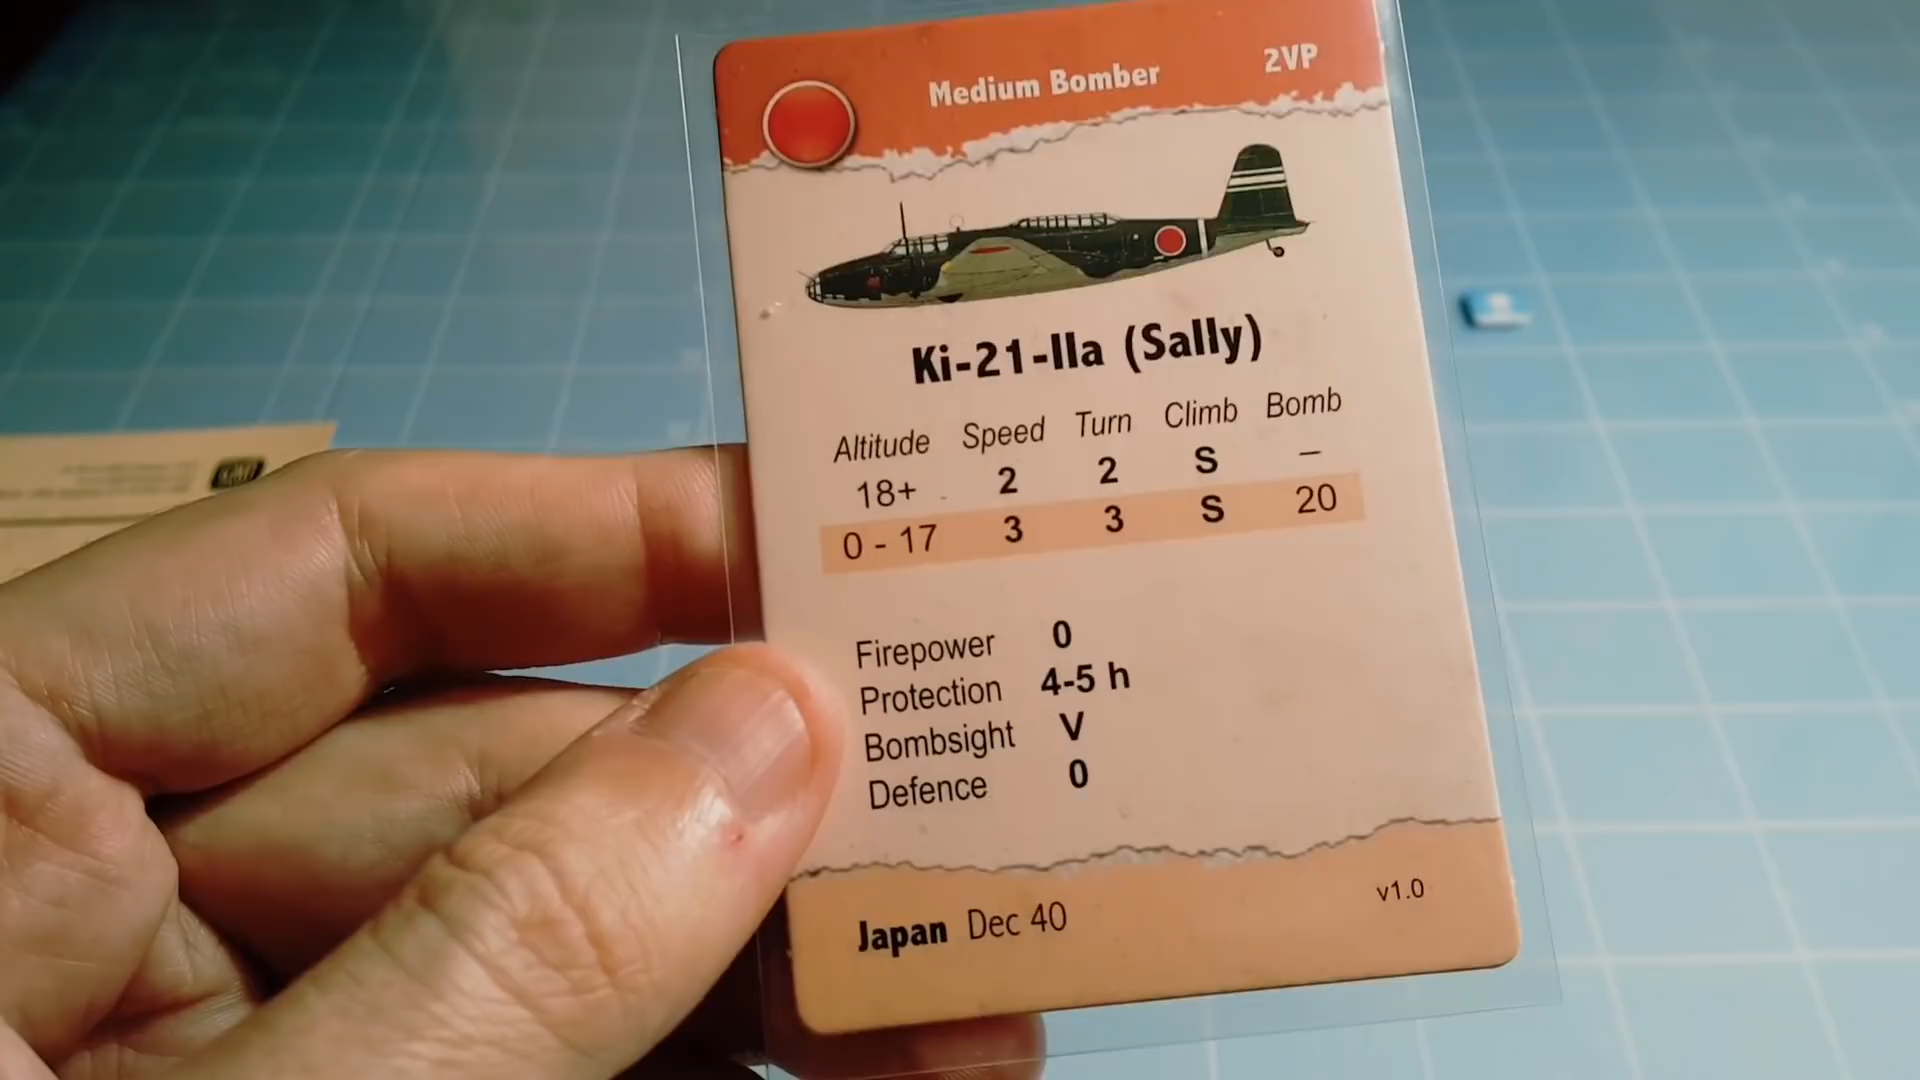 Medium Bomber 2VP
Ki-21-IIa (Sally)
Altitude Speed Turn Climb Bomb
18+ 2 2 S –
0 - 17 3 3 S 20
Firepower 0
Protection 4-5 h
Bombsight V
Defence 0
Japan Dec 40
v1.0